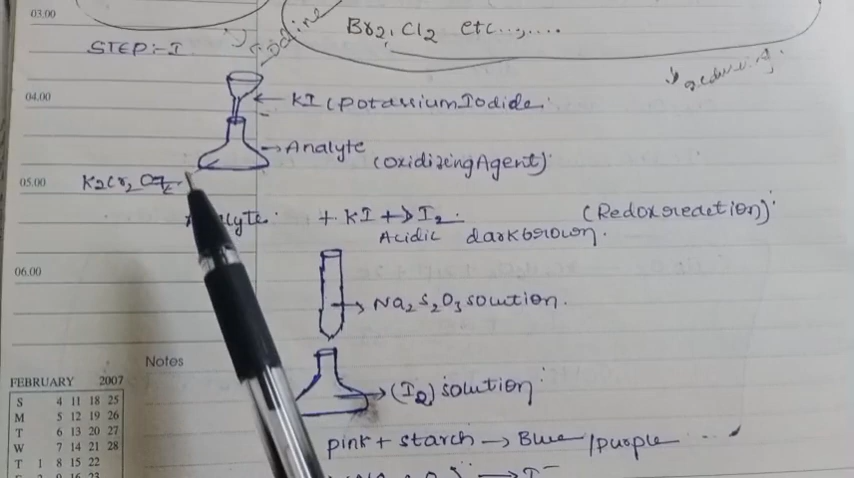 03.00
Br2, Cl2 etc...,....
STEP:- I
Iodine
reducing.
04.00
KI (Potassium Iodide.
Analyte
(oxidizing Agent).
05.00
K2Cr2O7
+ KI → I2. (Redox reaction).
Acidic dark brown.
06.00
Na2S2O3 solution.
Notes
FEBRUARY 2007
(I2) solution.
S 4 11 18 25
M 5 12 19 26
T 6 13 20 27
W 7 14 21 28
T 1 8 15 22
pink + starch → Blue / purple ...
→ I-